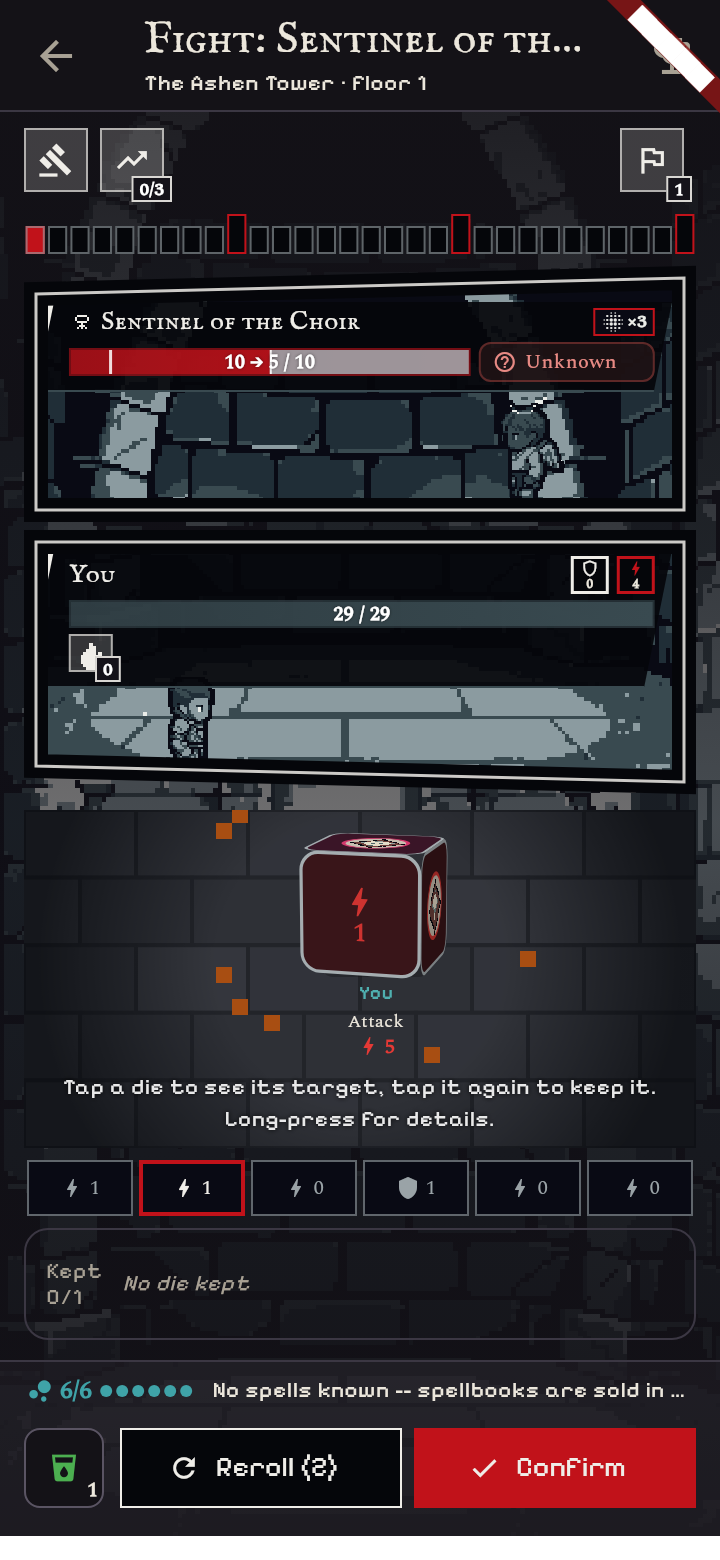 Fight: Sentinel of th...
The Ashen Tower · Floor 1
0/3
1
Sentinel of the Choir
×3
10 → 5 / 10
Unknown
You
0
4
29 / 29
0
1
You
Attack
5
Tap a die to see its target, tap it again to keep it.
Long-press for details.
1
1
0
1
0
0
Kept
0/1
No die kept
6/6
No spells known -- spellbooks are sold in ...
1
Reroll (2)
Confirm